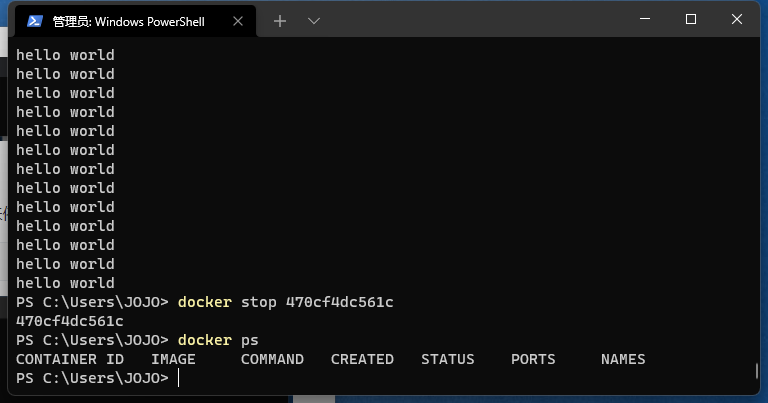 管理员: Windows PowerShell
hello world
hello world
hello world
hello world
hello world
hello world
hello world
hello world
hello world
hello world
hello world
hello world
hello world
PS C:\Users\JOJO> docker stop 470cf4dc561c
470cf4dc561c
PS C:\Users\JOJO> docker ps
CONTAINER ID   IMAGE     COMMAND   CREATED   STATUS    PORTS     NAMES
PS C:\Users\JOJO>